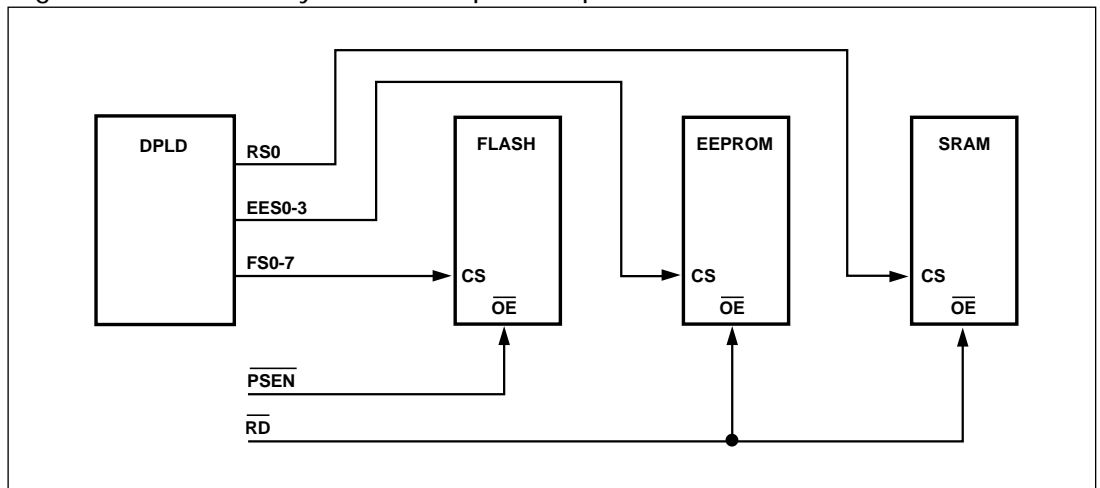 DPLD
RS0
EES0-3
FS0-7
FLASH
CS
OE
EEPROM
CS
OE
SRAM
CS
OE
PSEN
RD